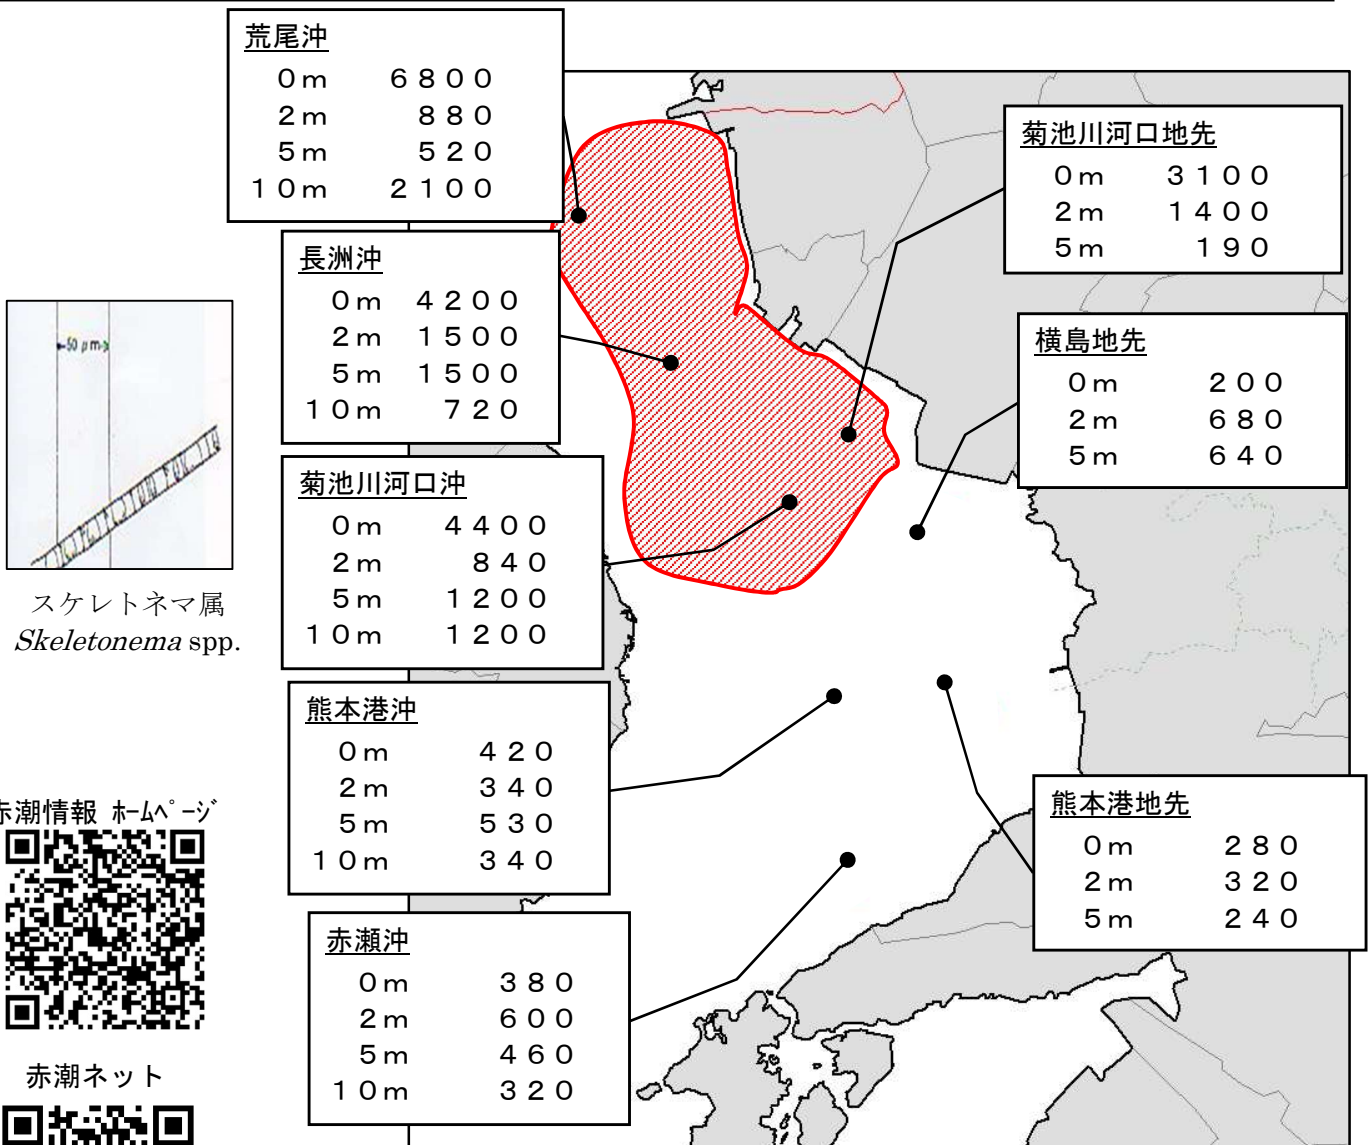 荒尾沖
0m 6800
2m 880
5m 520
10m 2100
長洲沖
0m 4200
2m 1500
5m 1500
10m 720
菊池川河口沖
0m 4400
2m 840
5m 1200
10m 1200
熊本港沖
0m 420
2m 340
5m 530
10m 340
赤瀬沖
0m 380
2m 600
5m 460
10m 320
菊池川河口地先
0m 3100
2m 1400
5m 190
横島地先
0m 200
2m 680
5m 640
熊本港地先
0m 280
2m 320
5m 240
50μm
スケレトネマ属
Skeletonema spp.
赤潮情報 ﾎｰﾑﾍﾟｰｼﾞ
赤潮ネット